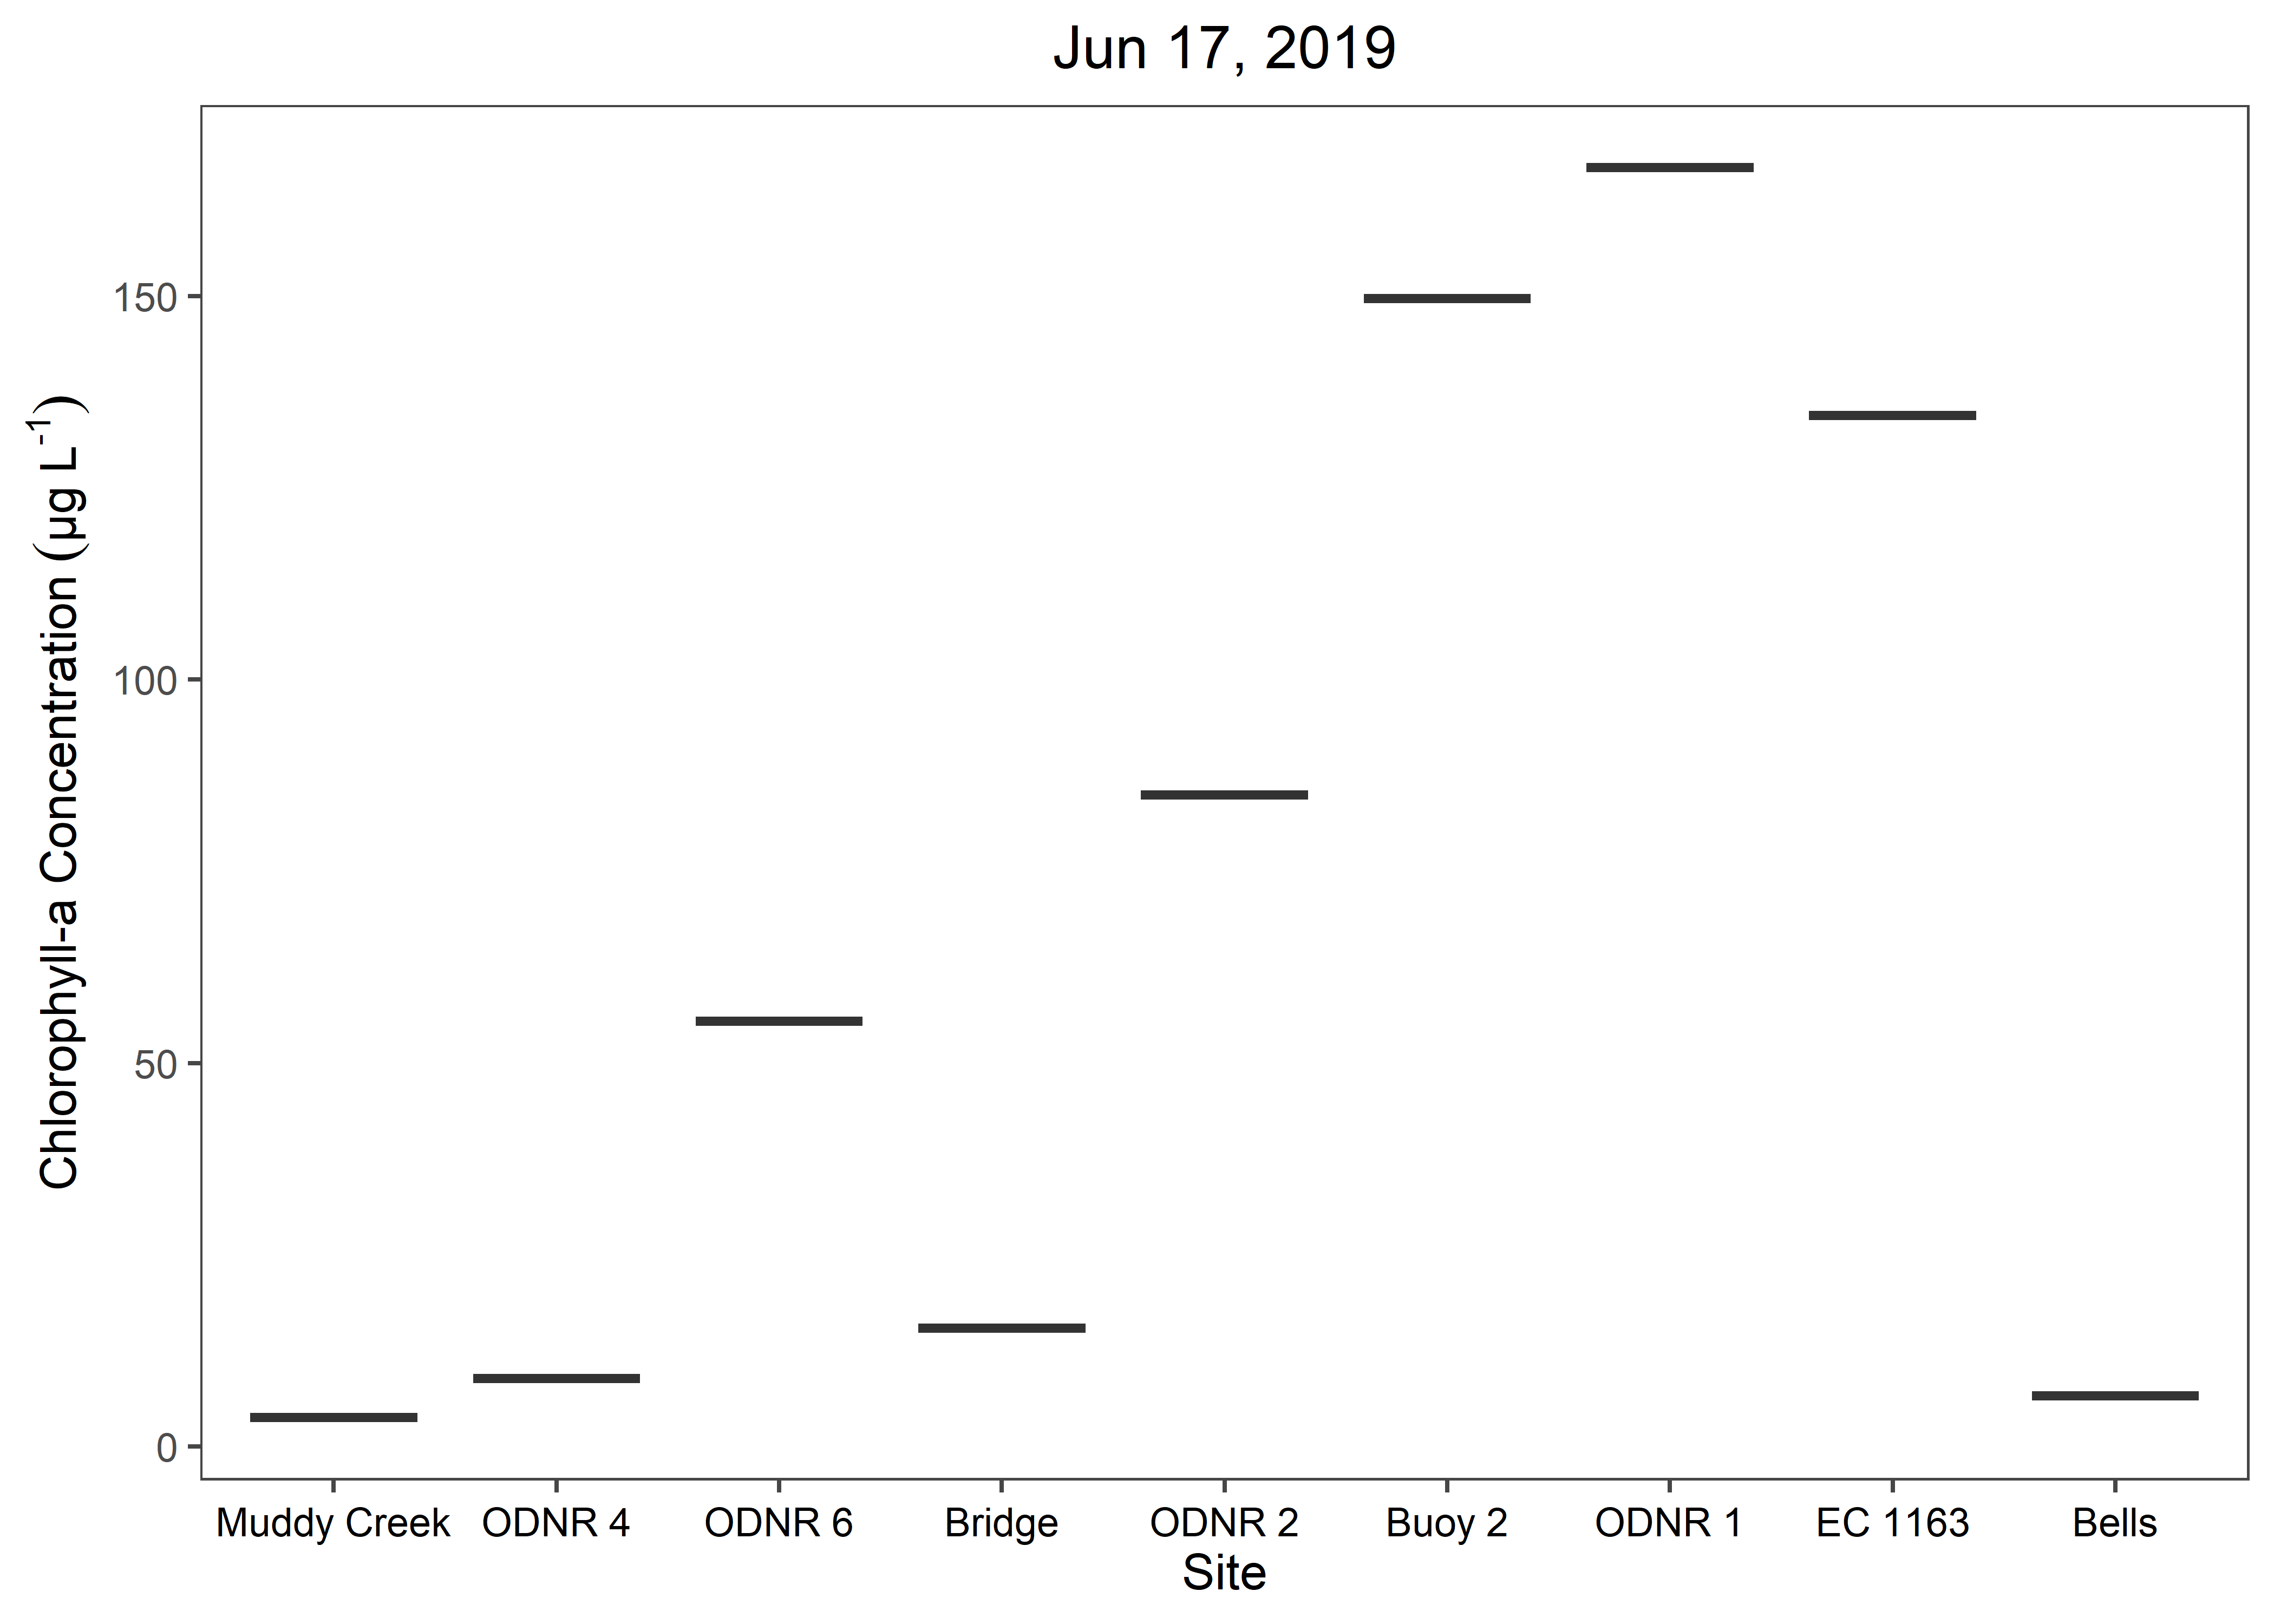 Jun 17, 2019
Chlorophyll-a Concentration (µg L⁻¹)
150
100
50
0
Muddy Creek ODNR 4 ODNR 6 Bridge ODNR 2 Buoy 2 ODNR 1 EC 1163 Bells
Site